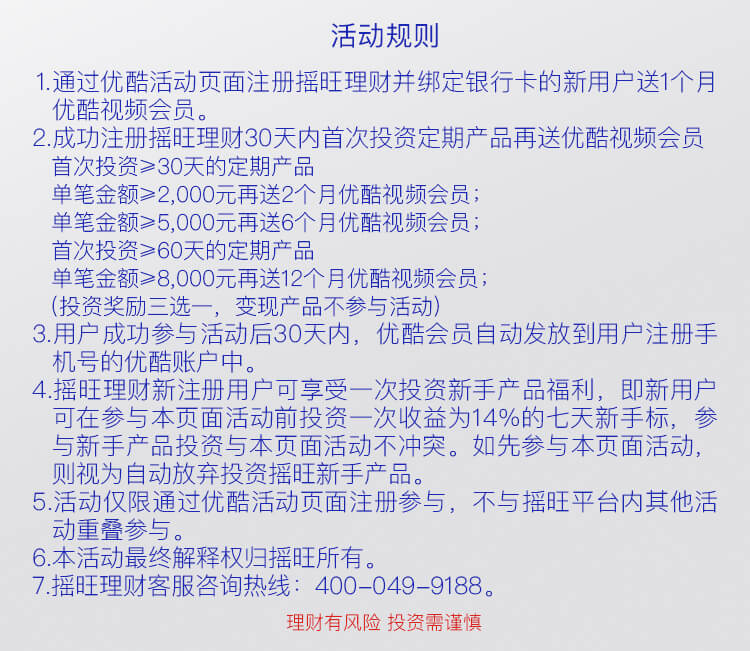 活动规则
1.通过优酷活动页面注册摇旺理财并绑定银行卡的新用户送1个月
优酷视频会员。
2.成功注册摇旺理财30天内首次投资定期产品再送优酷视频会员
首次投资≥30天的定期产品
单笔金额≥2,000元再送2个月优酷视频会员；
单笔金额≥5,000元再送6个月优酷视频会员；
首次投资≥60天的定期产品
单笔金额≥8,000元再送12个月优酷视频会员；
(投资奖励三选一，变现产品不参与活动)
3.用户成功参与活动后30天内，优酷会员自动发放到用户注册手
机号的优酷账户中。
4.摇旺理财新注册用户可享受一次投资新手产品福利，即新用户
可在参与本页面活动前投资一次收益为14%的七天新手标，参
与新手产品投资与本页面活动不冲突。如先参与本页面活动，
则视为自动放弃投资摇旺新手产品。
5.活动仅限通过优酷活动页面注册参与，不与摇旺平台内其他活
动重叠参与。
6.本活动最终解释权归摇旺所有。
7.摇旺理财客服咨询热线：400-049-9188。
理财有风险 投资需谨慎